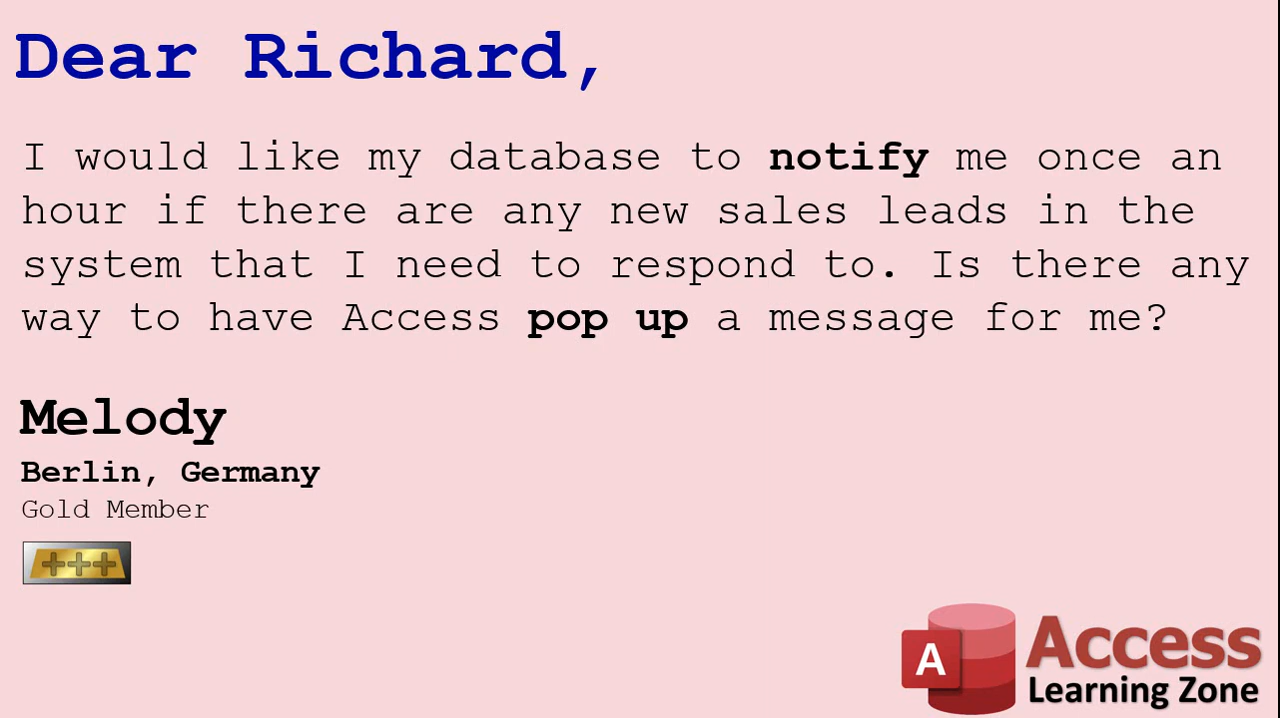 Dear Richard,
I would like my database to notify me once an
hour if there are any new sales leads in the
system that I need to respond to. Is there any
way to have Access pop up a message for me?
Melody
Berlin, Germany
Gold Member
+++
A
Access
Learning Zone